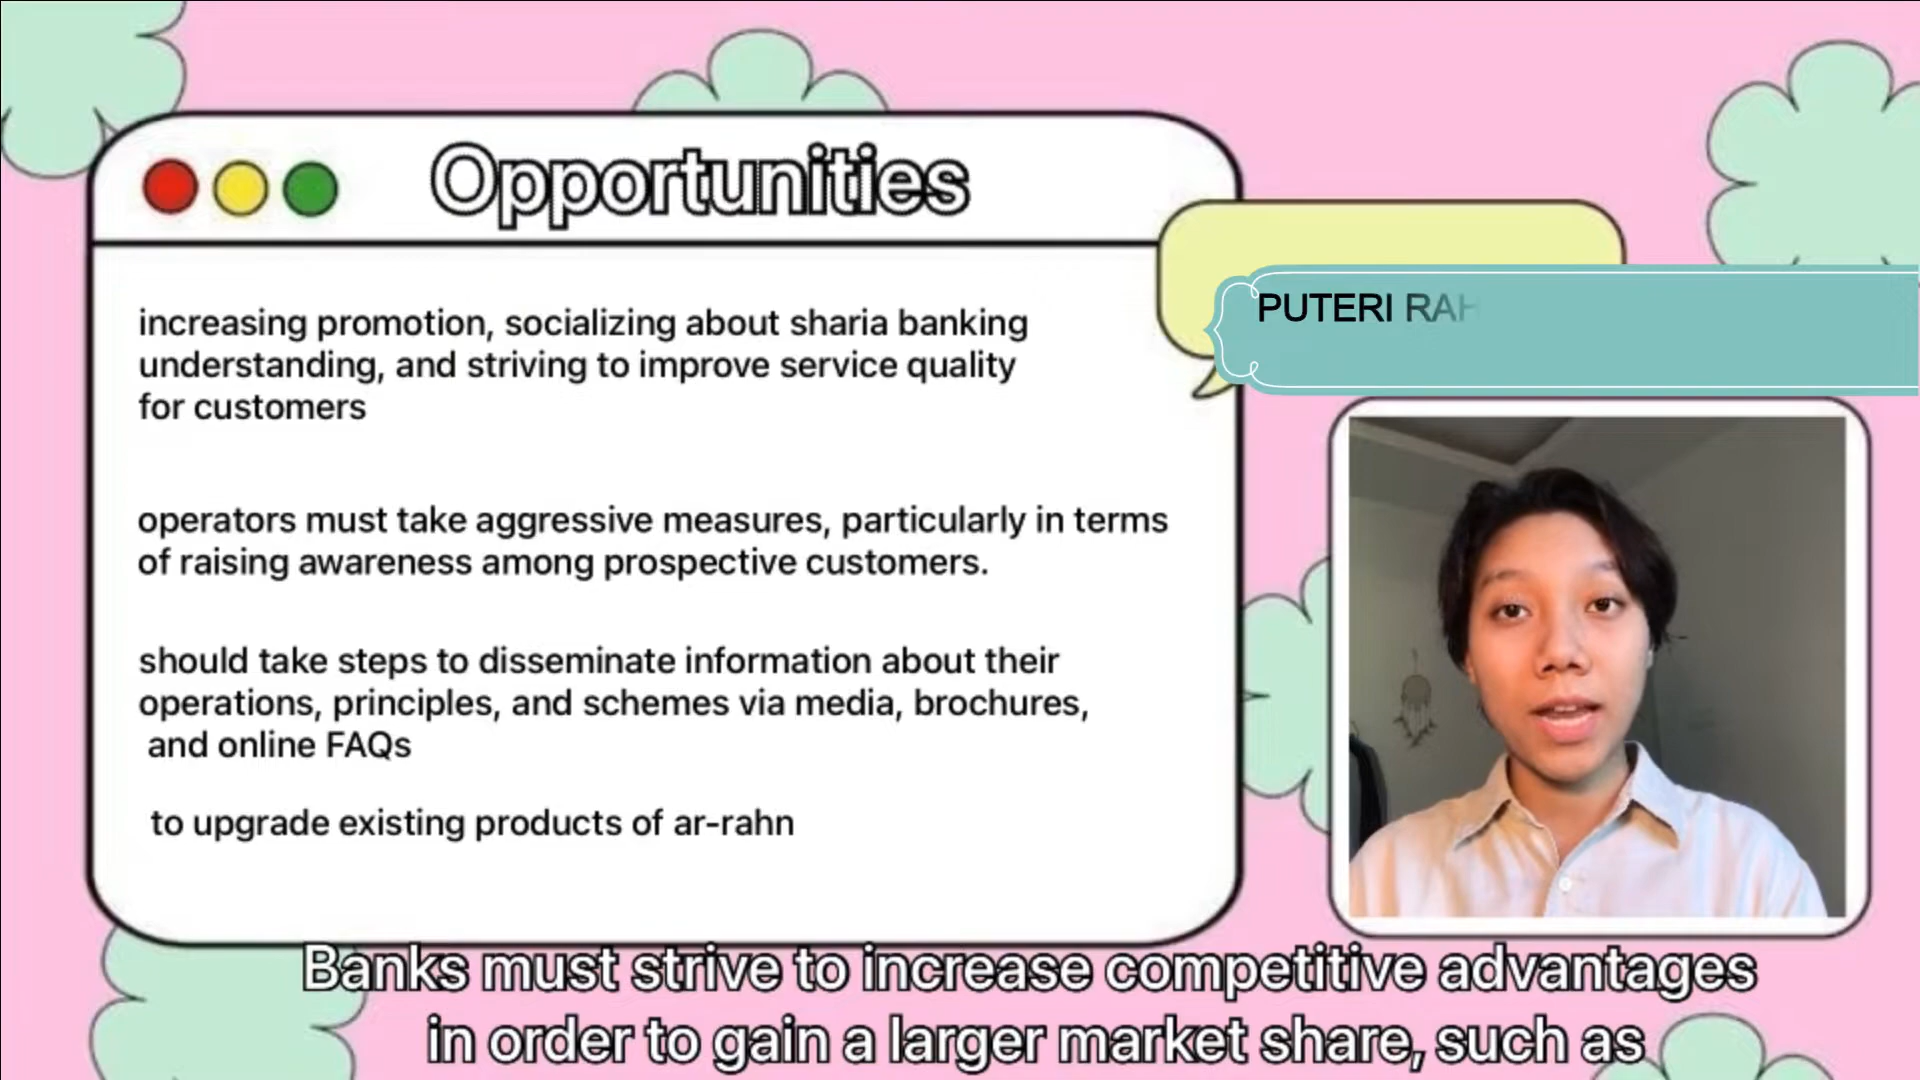 Opportunities
increasing promotion, socializing about sharia banking
understanding, and striving to improve service quality
for customers
operators must take aggressive measures, particularly in terms
of raising awareness among prospective customers.
should take steps to disseminate information about their
operations, principles, and schemes via media, brochures,
and online FAQs
to upgrade existing products of ar-rahn
PUTERI RAH
Banks must strive to increase competitive advantages
in order to gain a larger market share, such as